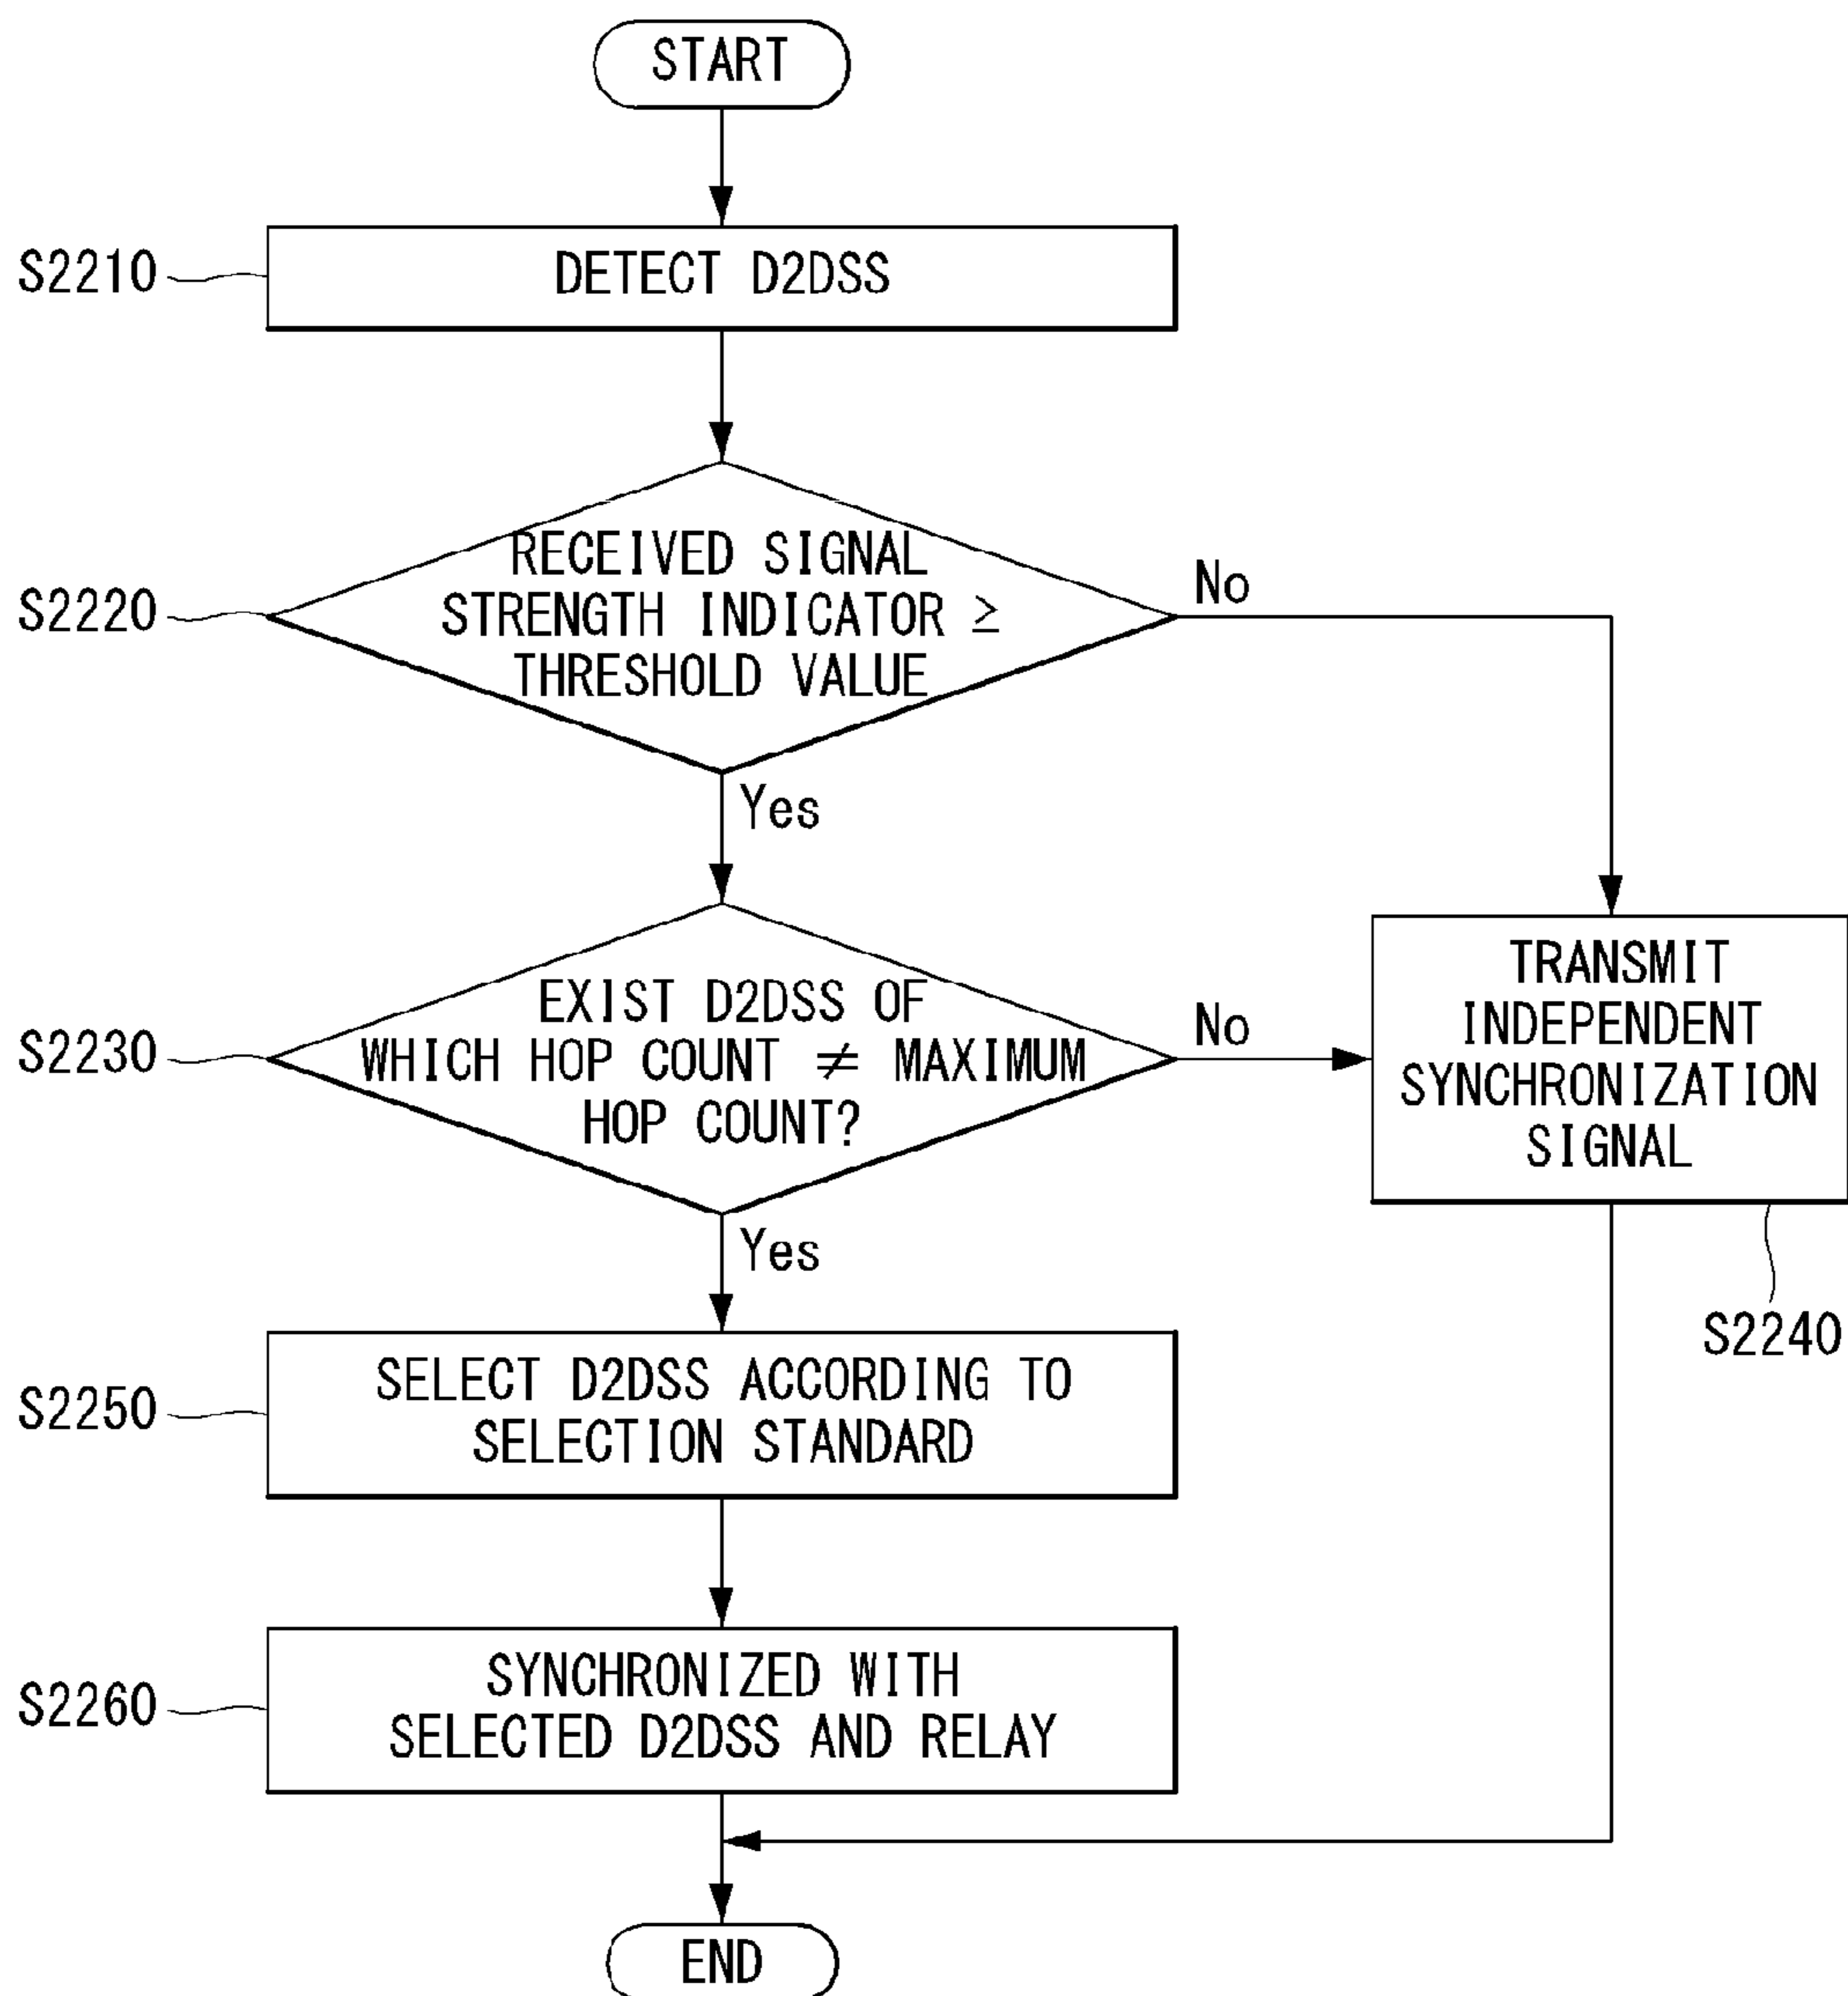 START
S2210
DETECT D2DSS
S2220
RECEIVED SIGNAL
STRENGTH INDICATOR ≥
THRESHOLD VALUE
No
Yes
S2230
EXIST D2DSS OF
WHICH HOP COUNT ≠ MAXIMUM
HOP COUNT?
No
TRANSMIT
INDEPENDENT
SYNCHRONIZATION
SIGNAL
S2240
Yes
S2250
SELECT D2DSS ACCORDING TO
SELECTION STANDARD
S2260
SYNCHRONIZED WITH
SELECTED D2DSS AND RELAY
END